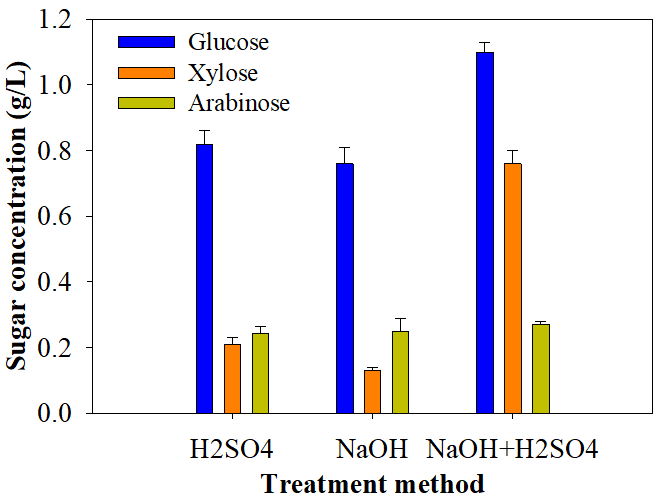 Sugar concentration (g/L)
1.2
1.0
0.8
0.6
0.4
0.2
0.0
Glucose
Xylose
Arabinose
H2SO4
NaOH
NaOH+H2SO4
Treatment method